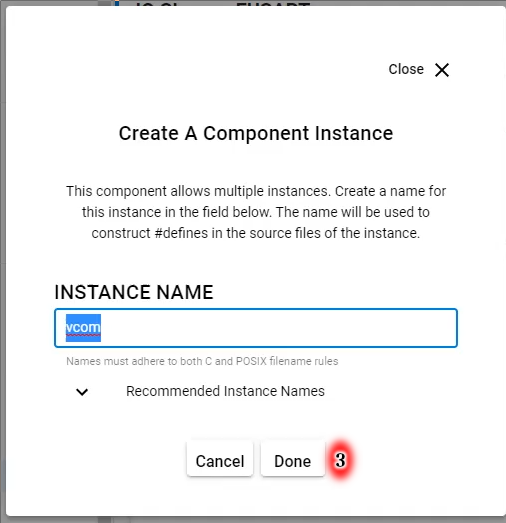 Close
Create A Component Instance
This component allows multiple instances. Create a name for
this instance in the field below. The name will be used to
construct #defines in the source files of the instance.
INSTANCE NAME
vcom
Names must adhere to both C and POSIX filename rules
Recommended Instance Names
Cancel Done 3